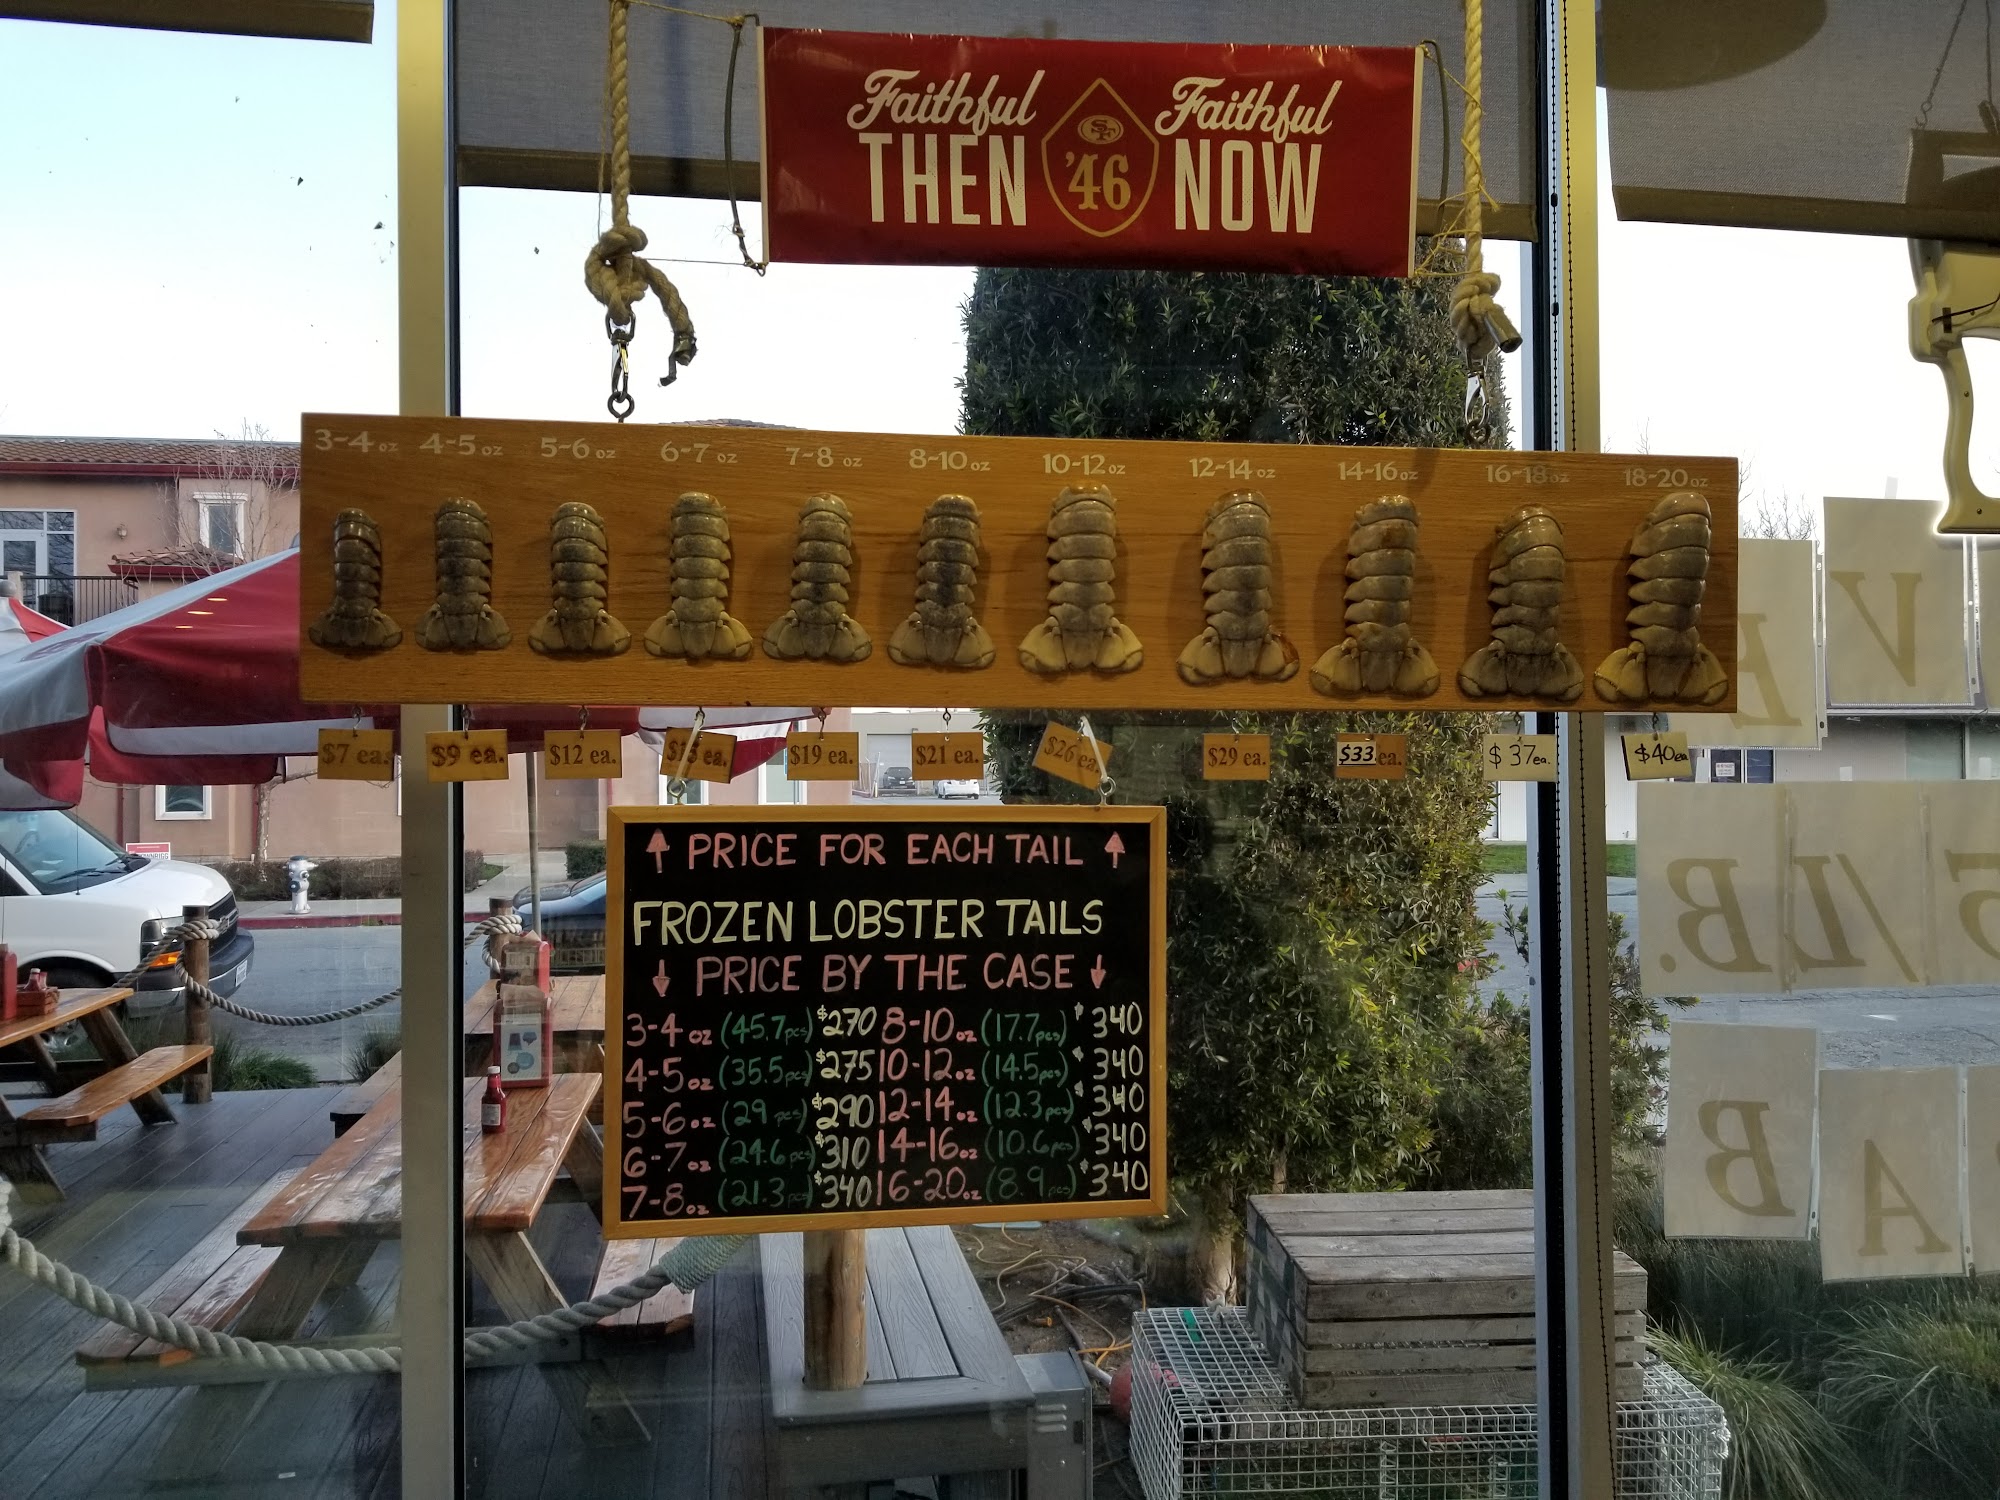 Faithful Faithful
THEN SF '46 NOW
3-4 oz 4-5 oz 5-6 oz 6-7 oz 7-8 oz 8-10 oz 10-12 oz 12-14 oz 14-16 oz 16-18 oz 18-20 oz
$7 ea. $9 ea. $12 ea. ea. $19 ea. $21 ea. $26 ea. $29 ea. $33 ea. $37 ea. $40 ea.
↑ PRICE FOR EACH TAIL ↑
FROZEN LOBSTER TAILS
↓ PRICE BY THE CASE ↓
3-4 oz (45.7 pcs) $270 8-10 oz (17.7 pcs) $340
4-5 oz (35.5 pcs) $275 10-12 oz (14.5 pcs) $340
5-6 oz (29 pcs) $290 12-14 oz (12.3 pcs) $340
6-7 oz (24.6 pcs) $310 14-16 oz (10.6 pcs) $340
7-8 oz (21.3 pcs) $340 16-20 oz (8.9 pcs) $340
5/LB.